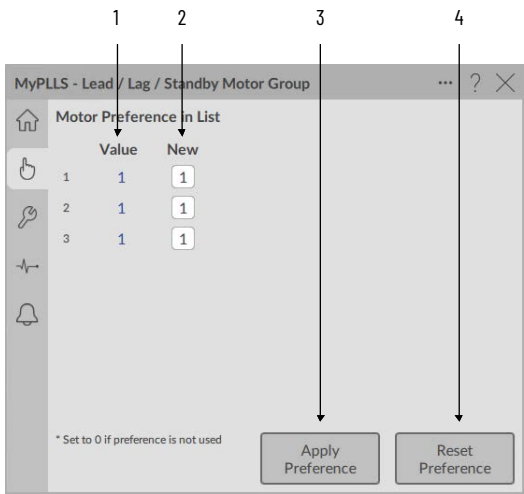 1 2 3 4
MyPLLS - Lead / Lag / Standby Motor Group ... ?
Motor Preference in List
Value New
1 1 1
2 1 1
3 1 1
* Set to 0 if preference is not used
Apply
Preference
Reset
Preference